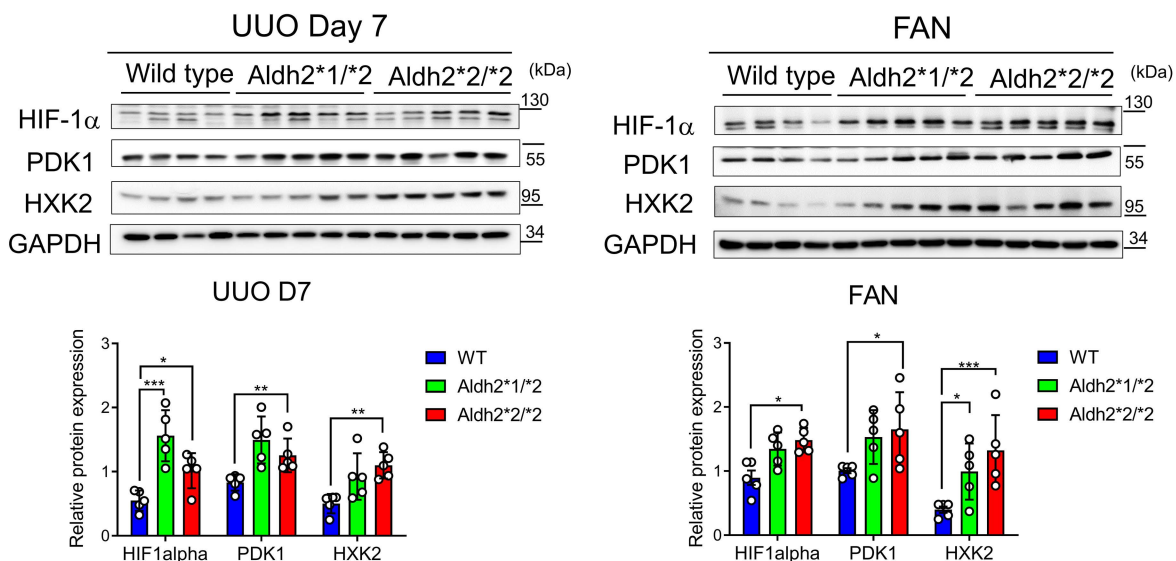 UUO Day 7
Wild type Aldh2*1/*2 Aldh2*2/*2 (kDa)
HIF-1α 130
PDK1 55
HXK2 95
GAPDH 34
FAN
Wild type Aldh2*1/*2 Aldh2*2/*2 (kDa)
HIF-1α 130
PDK1 55
HXK2 95
GAPDH 34
UUO D7
Relative protein expression
3
2
1
0
* *** ** **
HIF1alpha PDK1 HXK2
WT
Aldh2*1/*2
Aldh2*2/*2
FAN
Relative protein expression
3
2
1
0
* * * ***
HIF1alpha PDK1 HXK2
WT
Aldh2*1/*2
Aldh2*2/*2